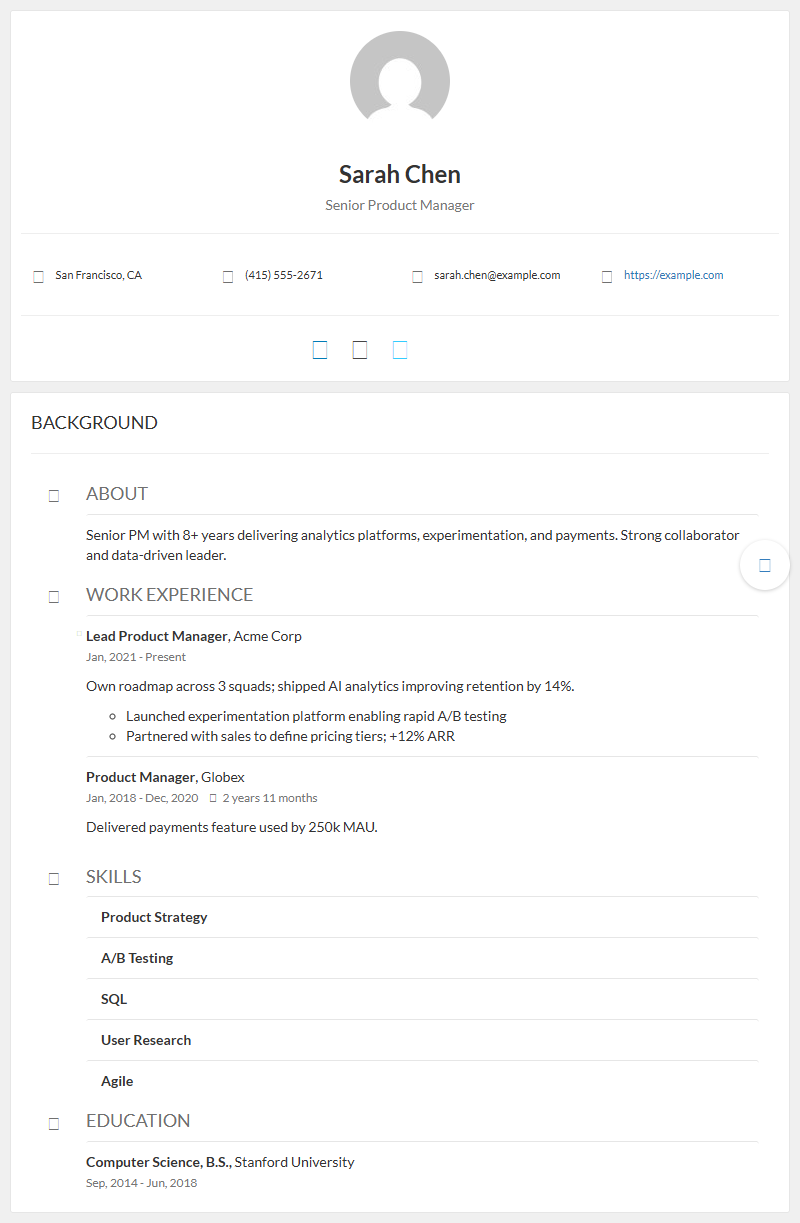 Sarah Chen
Senior Product Manager
San Francisco, CA
(415) 555-2671
sarah.chen@example.com
https://example.com
BACKGROUND
ABOUT
Senior PM with 8+ years delivering analytics platforms, experimentation, and payments. Strong collaborator
and data-driven leader.
WORK EXPERIENCE
Lead Product Manager, Acme Corp
Jan, 2021 - Present
Own roadmap across 3 squads; shipped AI analytics improving retention by 14%.
Launched experimentation platform enabling rapid A/B testing
Partnered with sales to define pricing tiers; +12% ARR
Product Manager, Globex
Jan, 2018 - Dec, 2020 2 years 11 months
Delivered payments feature used by 250k MAU.
SKILLS
Product Strategy
A/B Testing
SQL
User Research
Agile
EDUCATION
Computer Science, B.S., Stanford University
Sep, 2014 - Jun, 2018